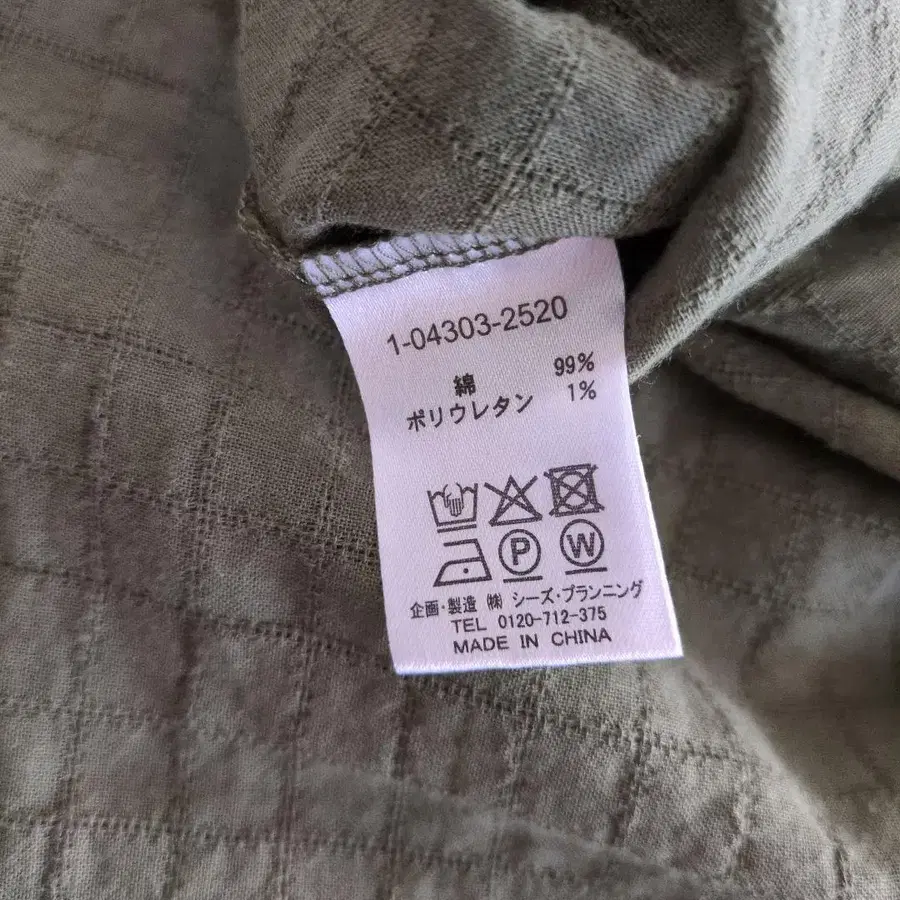 1-04303-2520
綿 99%
ポリウレタン 1%
P W
企画・製造 ㈱ シーズ・プランニング
TEL 0120-712-375
MADE IN CHINA